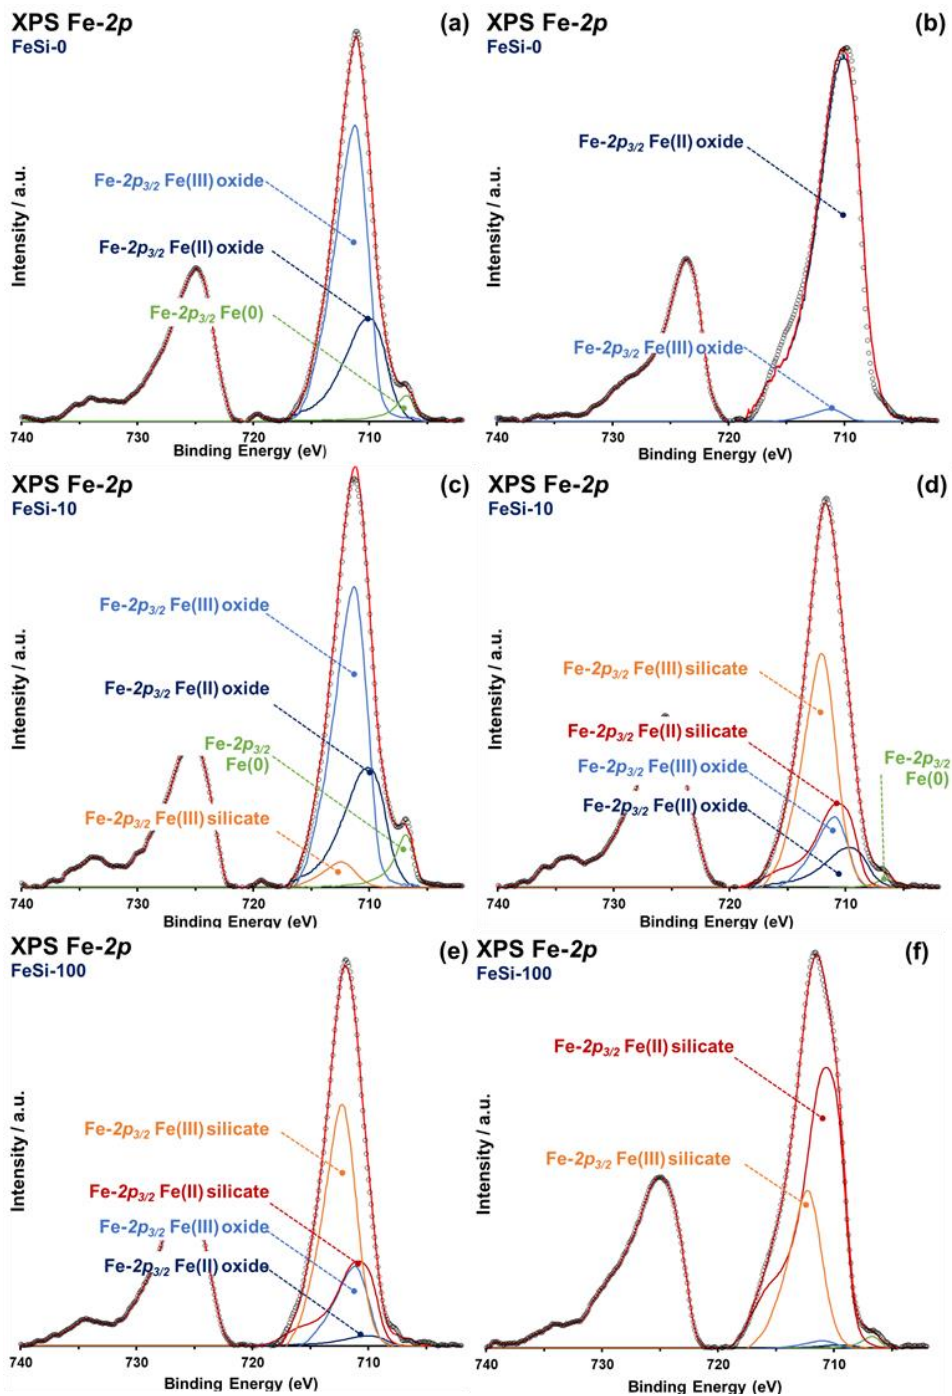 XPS Fe-2p
(a)
FeSi-0
Fe-2p3/2 Fe(III) oxide
Fe-2p3/2 Fe(II) oxide
Fe-2p3/2 Fe(0)
Intensity / a.u.
740 730 720 710
Binding Energy (eV)
XPS Fe-2p
(b)
FeSi-0
Fe-2p3/2 Fe(II) oxide
Fe-2p3/2 Fe(III) oxide
Intensity / a.u.
740 730 720 710
Binding Energy (eV)
XPS Fe-2p
(c)
FeSi-10
Fe-2p3/2 Fe(III) oxide
Fe-2p3/2 Fe(II) oxide
Fe-2p3/2
Fe(0)
Fe-2p3/2 Fe(III) silicate
Intensity / a.u.
740 730 720 710
Binding Energy (eV)
XPS Fe-2p
(d)
FeSi-10
Fe-2p3/2 Fe(III) silicate
Fe-2p3/2 Fe(II) silicate
Fe-2p3/2 Fe(III) oxide
Fe-2p3/2 Fe(II) oxide
Fe-2p3/2
Fe(0)
Intensity / a.u.
740 730 720 710
Binding Energy (eV)
XPS Fe-2p
(e)
FeSi-100
Fe-2p3/2 Fe(III) silicate
Fe-2p3/2 Fe(II) silicate
Fe-2p3/2 Fe(III) oxide
Fe-2p3/2 Fe(II) oxide
Intensity / a.u.
740 730 720 710
Binding Energy (eV)
XPS Fe-2p
(f)
FeSi-100
Fe-2p3/2 Fe(II) silicate
Fe-2p3/2 Fe(III) silicate
Intensity / a.u.
740 730 720 710
Binding Energy (eV)